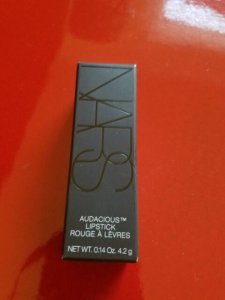 NARS
AUDACIOUS™
LIPSTICK
ROUGE À LÈVRES
NET WT. 0.14 Oz. 4.2 g